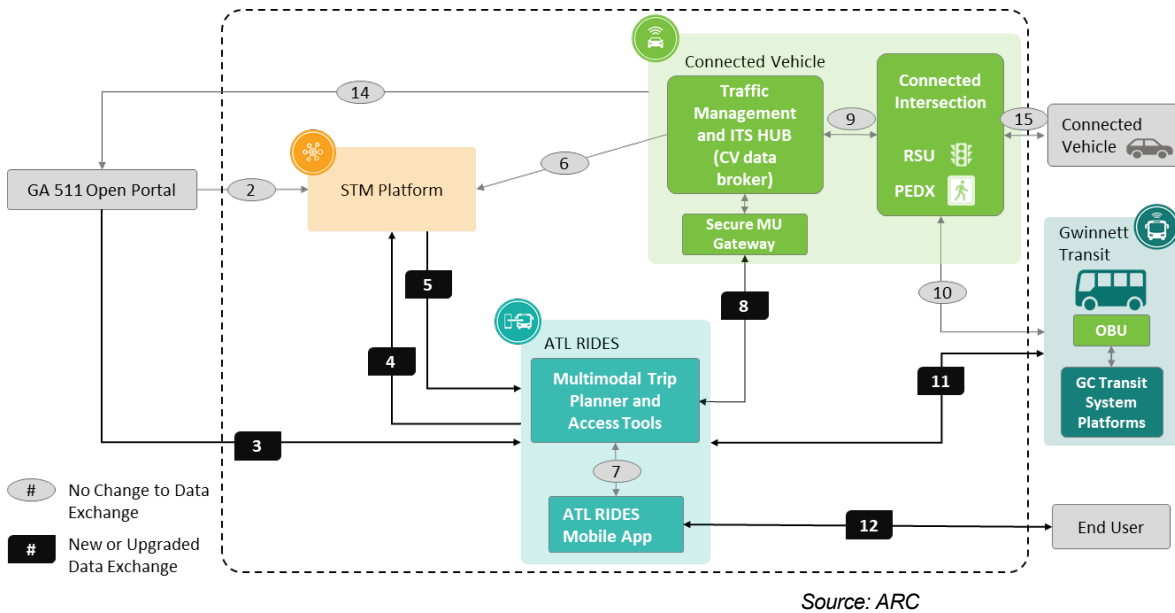 Connected Vehicle
Traffic
Management
and ITS HUB
(CV data
broker)
Connected
Intersection
RSU
PEDX
Secure MU
Gateway
14
9
15
Connected
Vehicle
6
GA 511 Open Portal
2
STM Platform
Gwinnett
Transit
OBU
GC Transit
System
Platforms
10
5
8
4
ATL RIDES
Multimodal Trip
Planner and
Access Tools
11
3
7
ATL RIDES
Mobile App
12
End User
#
No Change to Data
Exchange
#
New or Upgraded
Data Exchange
Source: ARC